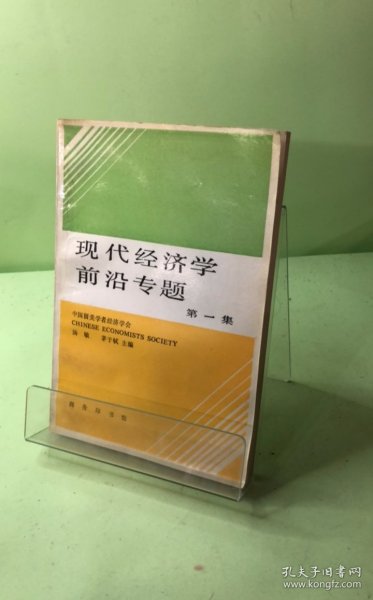 现代经济学
前沿专题
第一集
中国留美学者经济学会
CHINESE ECONOMISTS SOCIETY
汤敏 茅于轼 主编
商务印书馆
孔夫子旧书网
www.kongfz.com